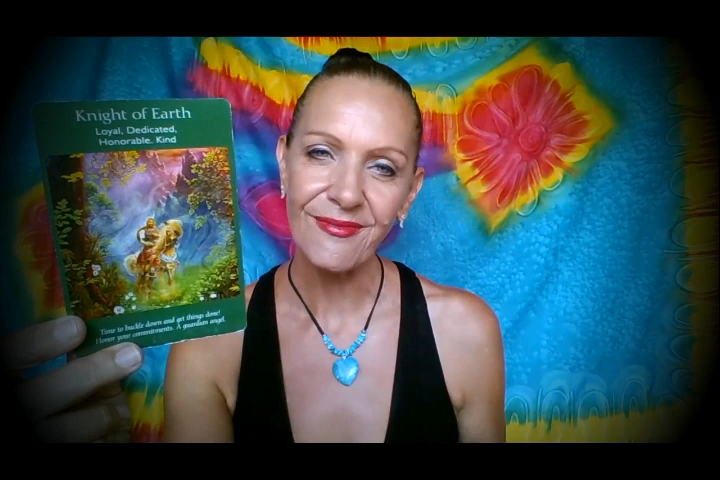 Knight of Earth
Loyal, Dedicated,
Honorable, Kind
Time to buckle down and get things done!
Honor your commitments. A guardian angel.